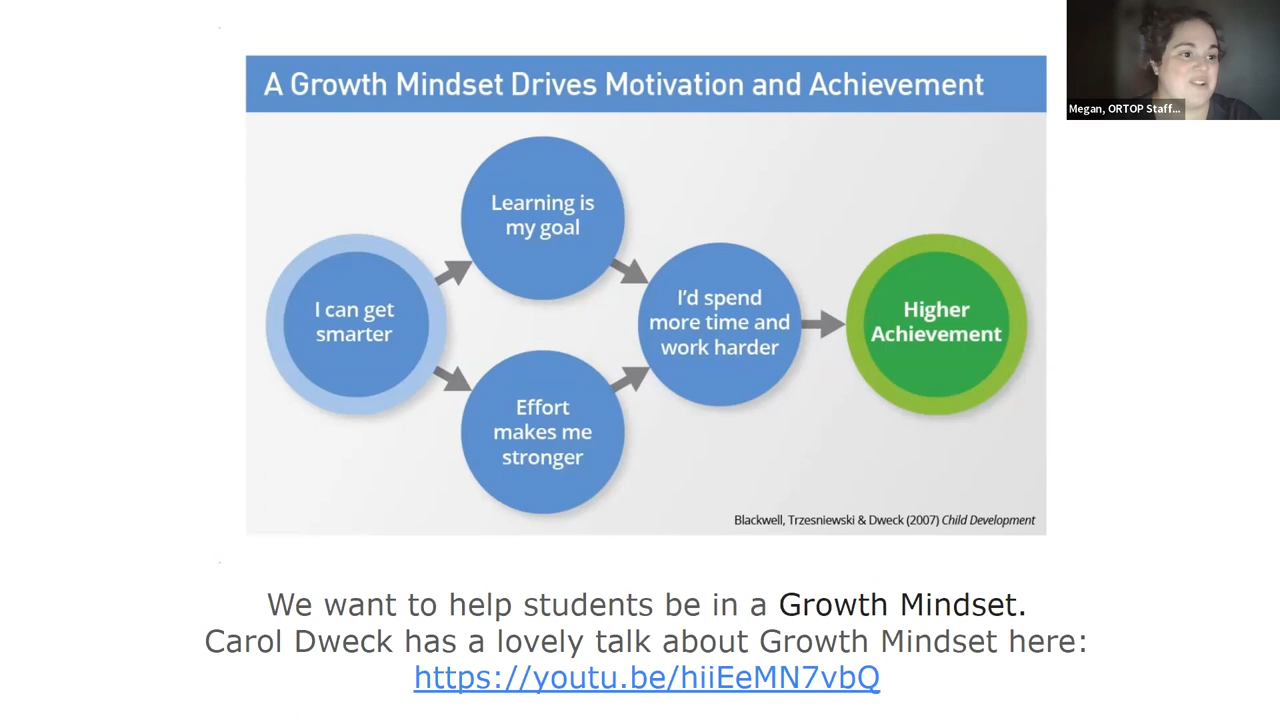 A Growth Mindset Drives Motivation and Achievement
Megan, ORTOP Staff...
Learning is
my goal
I can get
smarter
I'd spend
more time and
work harder
Higher
Achievement
Effort
makes me
stronger
Blackwell, Trzesniewski & Dweck (2007) Child Development
We want to help students be in a Growth Mindset.
Carol Dweck has a lovely talk about Growth Mindset here:
https://youtu.be/hiiEeMN7vbQ